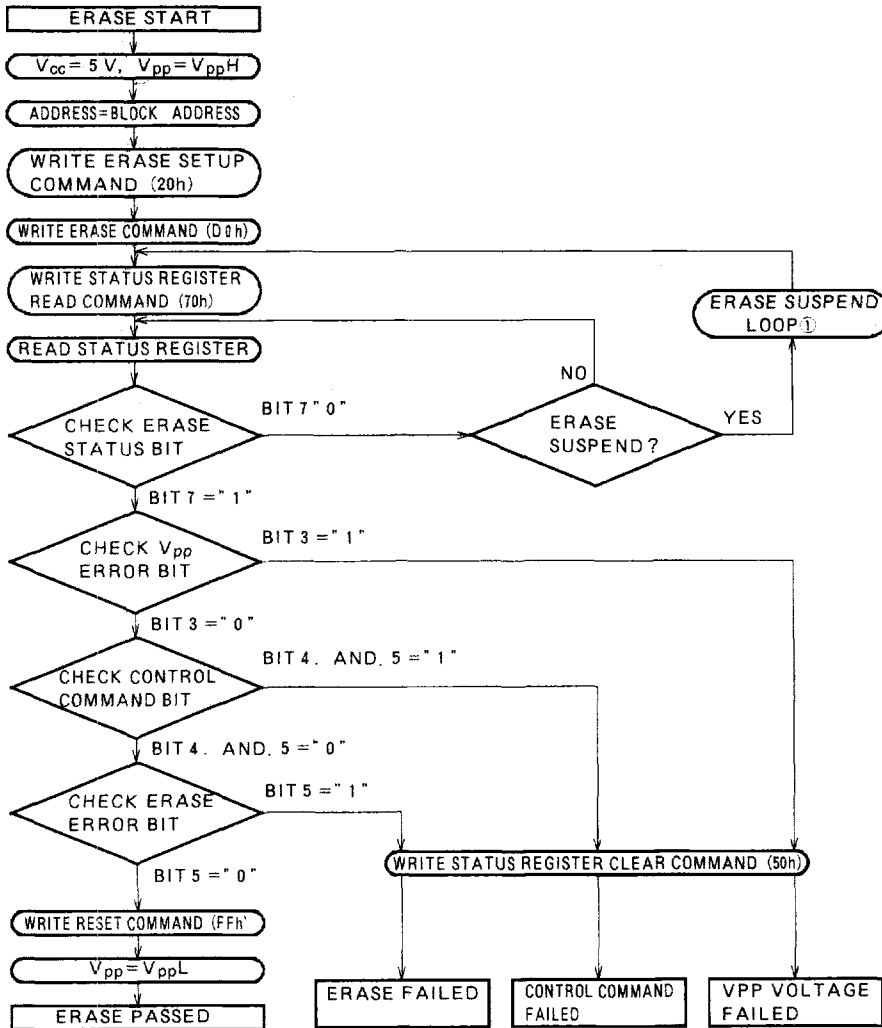 ERASE START
Vcc = 5 V, Vpp = VppH
ADDRESS=BLOCK ADDRESS
WRITE ERASE SETUP
COMMAND (20h)
WRITE ERASE COMMAND (D0h)
WRITE STATUS REGISTER
READ COMMAND (70h)
ERASE SUSPEND
LOOP①
READ STATUS REGISTER
NO
BIT 7 "0"
YES
CHECK ERASE
STATUS BIT
ERASE
SUSPEND?
BIT 7 = "1"
BIT 3 = "1"
CHECK Vpp
ERROR BIT
BIT 3 = "0"
BIT 4. AND. 5 = "1"
CHECK CONTROL
COMMAND BIT
BIT 4. AND. 5 = "0"
BIT 5 = "1"
CHECK ERASE
ERROR BIT
WRITE STATUS REGISTER CLEAR COMMAND (50h)
BIT 5 = "0"
WRITE RESET COMMAND (FFh'
Vpp = VppL
ERASE FAILED
CONTROL COMMAND
FAILED
VPP VOLTAGE
FAILED
ERASE PASSED